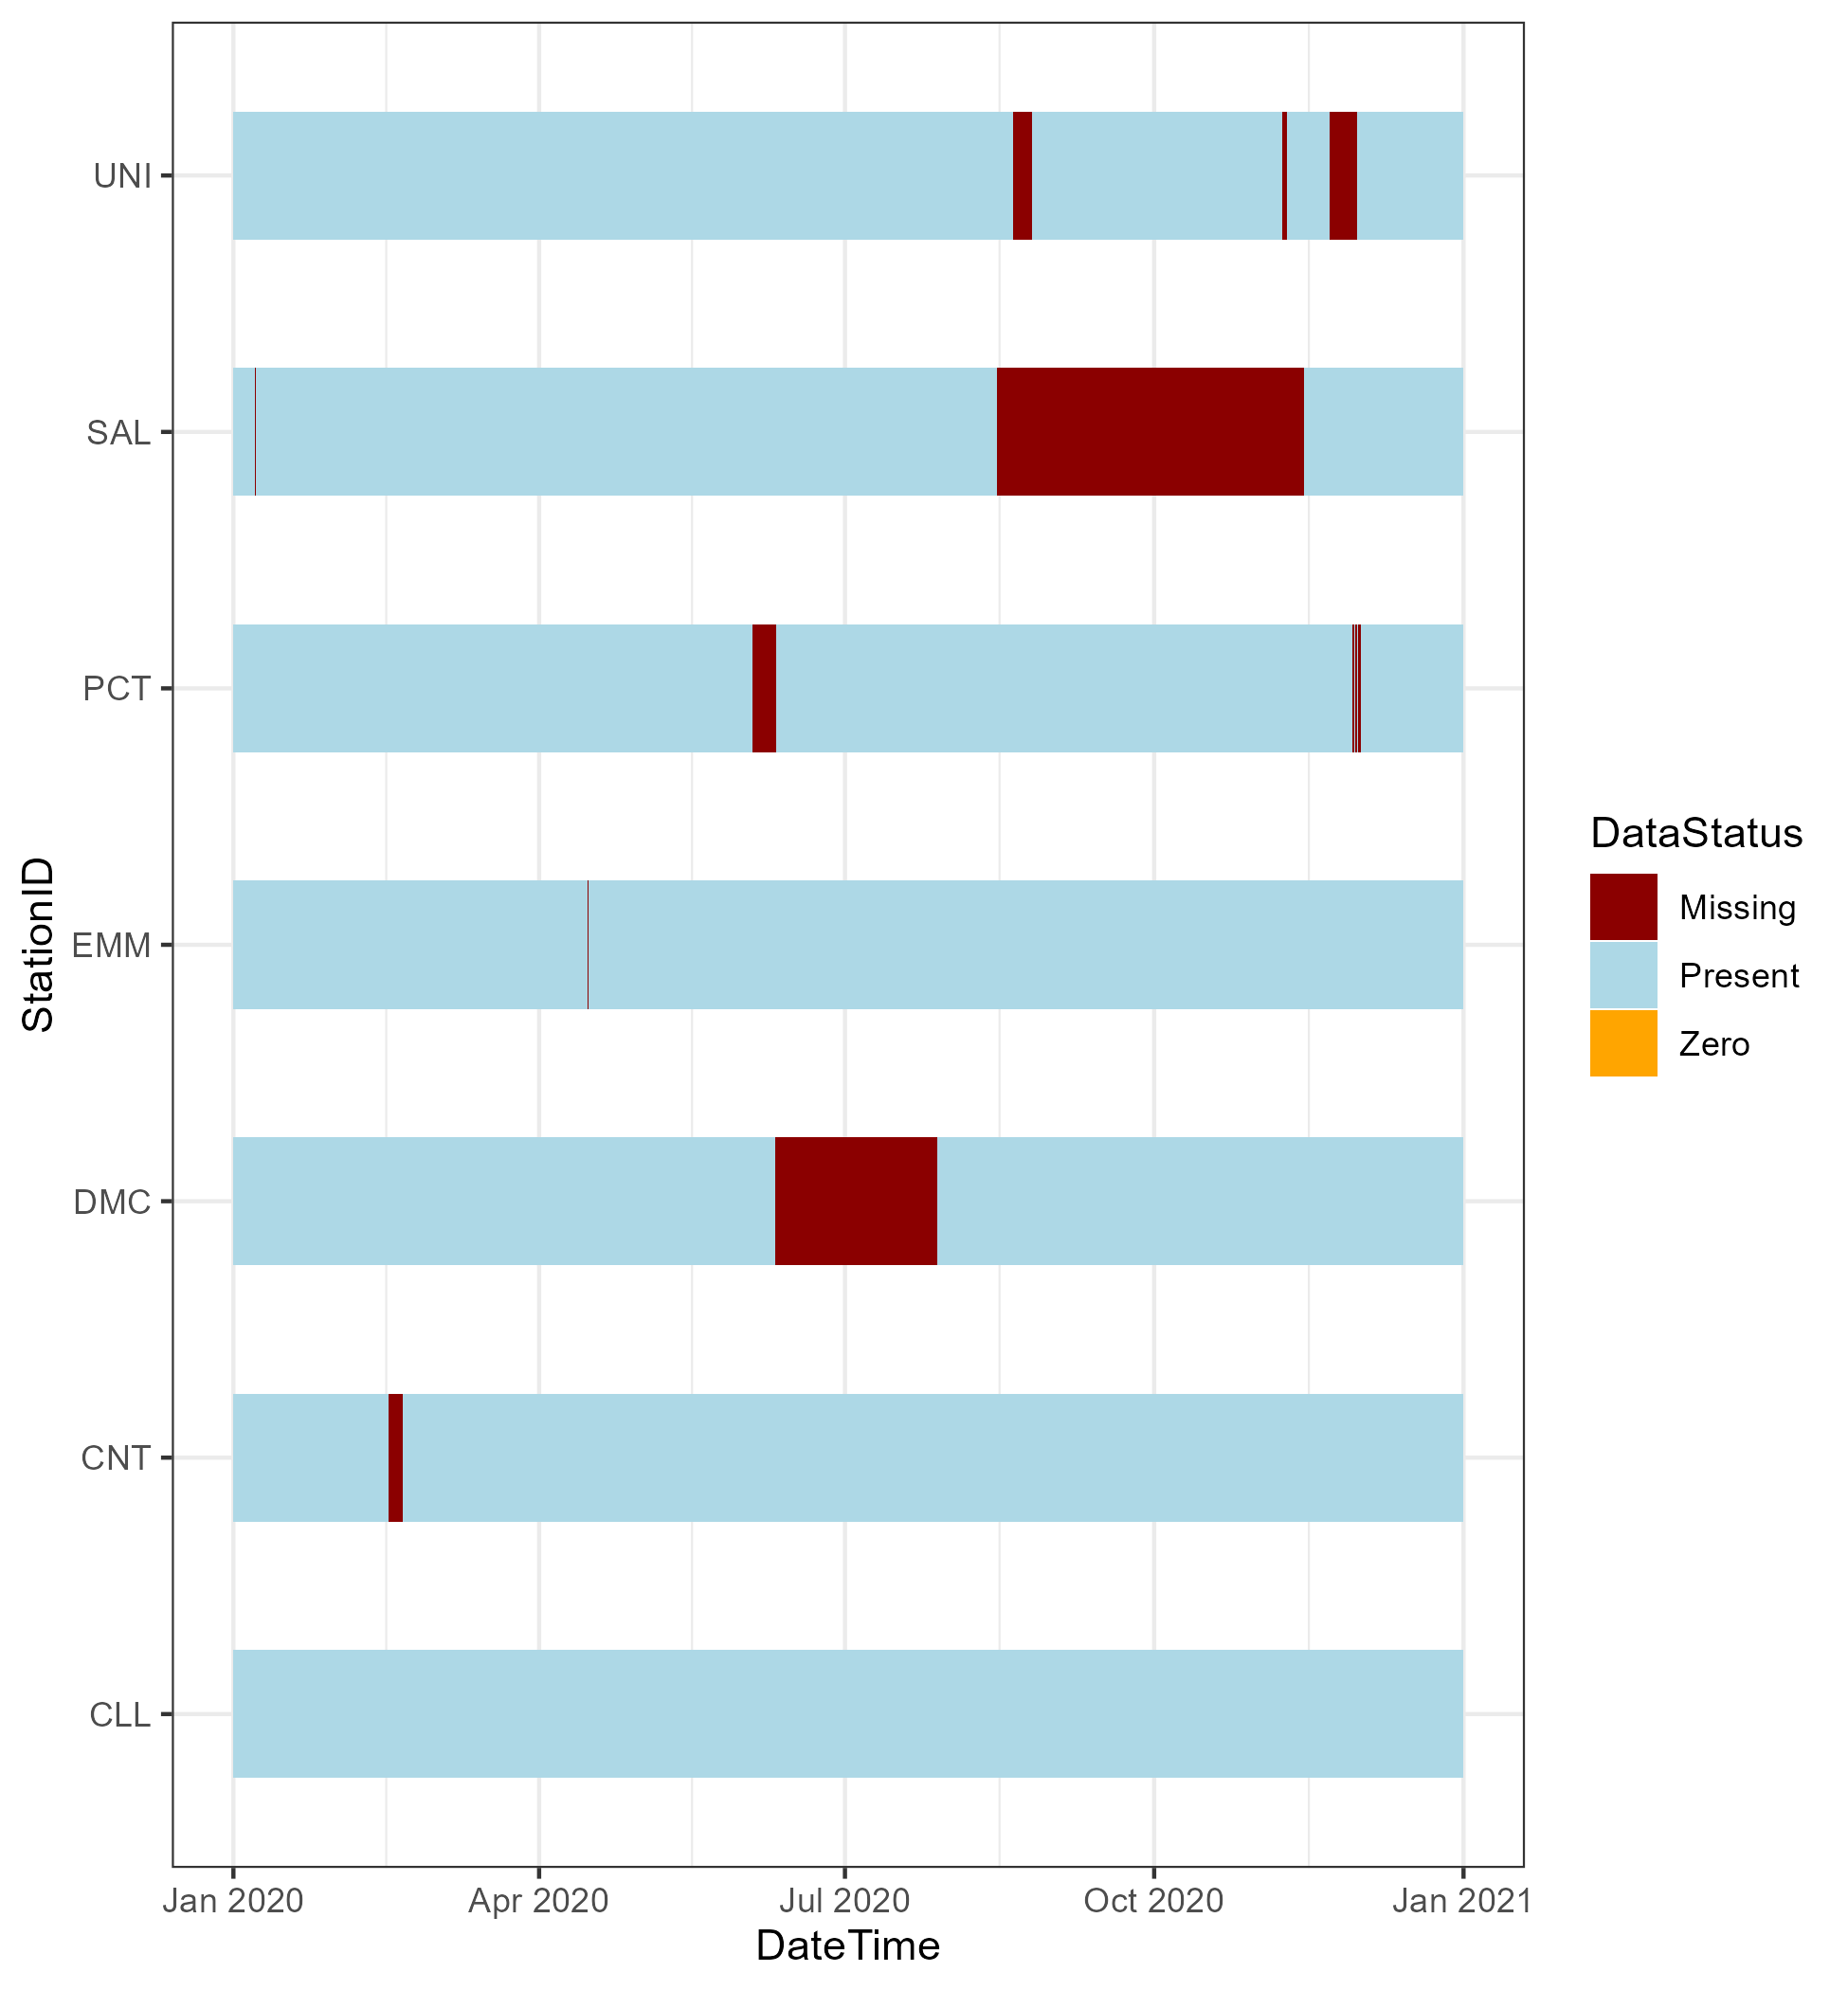 StationID
UNI
SAL
PCT
EMM
DMC
CNT
CLL
Jan 2020 Apr 2020 Jul 2020 Oct 2020 Jan 2021
DateTime
DataStatus
Missing
Present
Zero